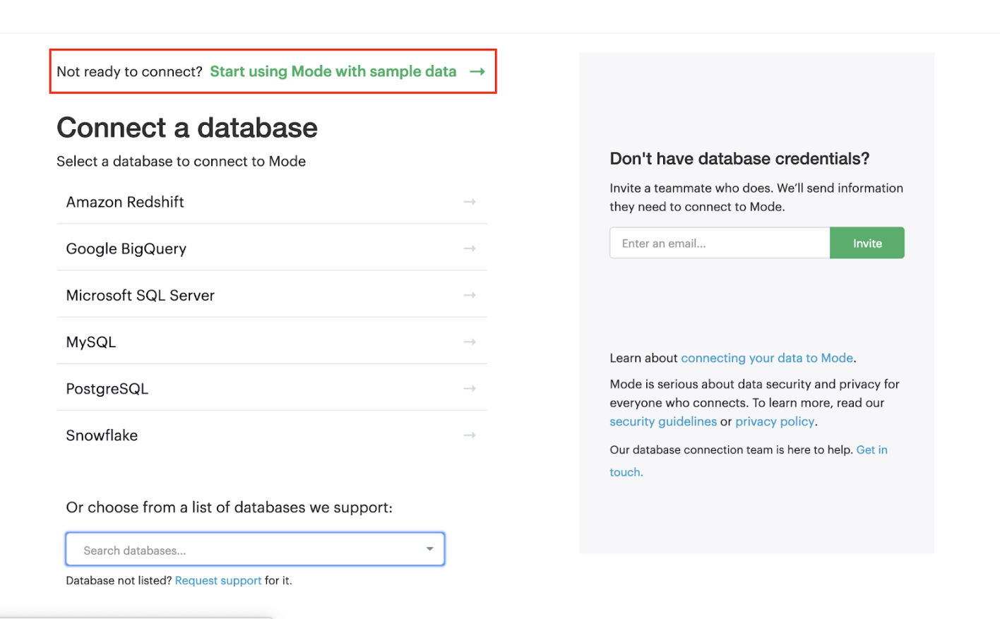 Not ready to connect? Start using Mode with sample data →
Connect a database
Select a database to connect to Mode
Amazon Redshift →
Google BigQuery →
Microsoft SQL Server →
MySQL →
PostgreSQL →
Snowflake →
Or choose from a list of databases we support:
Search databases...
Database not listed? Request support for it.
Don't have database credentials?
Invite a teammate who does. We’ll send information
they need to connect to Mode.
Enter an email... Invite
Learn about connecting your data to Mode.
Mode is serious about data security and privacy for
everyone who connects. To learn more, read our
security guidelines or privacy policy.
Our database connection team is here to help. Get in
touch.